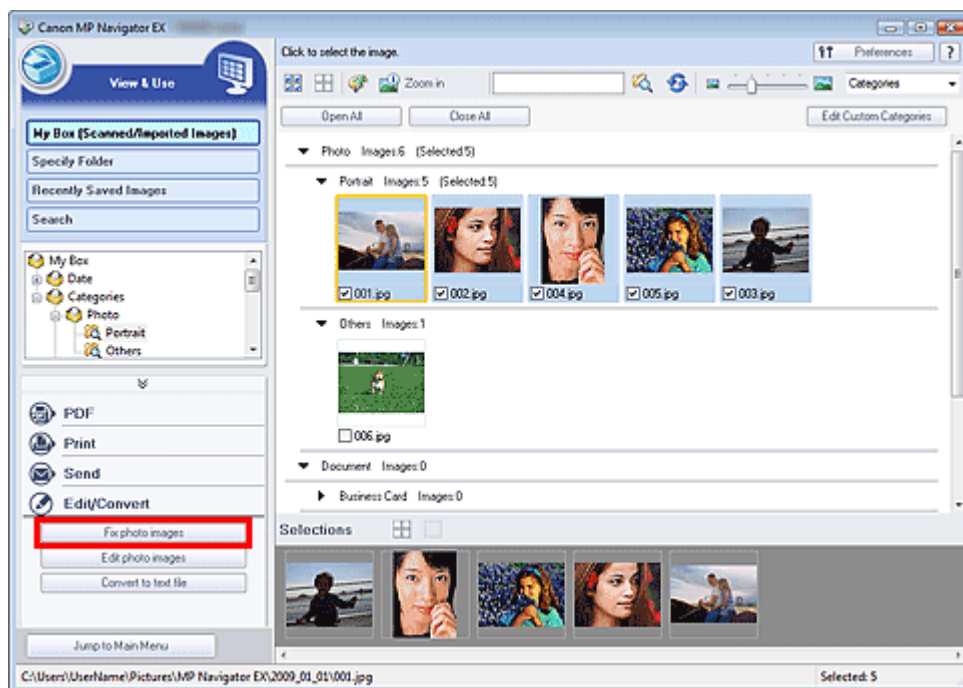 Canon MP Navigator EX
View & Use
My Box (Scanned/Imported Images)
Specify Folder
Recently Saved Images
Search
My Box
Date
Categories
Photo
Portrait
Others
PDF
Print
Send
Edit/Convert
Fix photo images
Edit photo images
Convert to text file
Jump to Main Menu
Click to select the image.
Preferences
?
Zoom in
Categories
Open All
Close All
Edit Custom Categories
Photo Images:6 (Selected:5)
Portrait Images:5 (Selected:5)
001.jpg
002.jpg
004.jpg
005.jpg
003.jpg
Others Images:1
006.jpg
Document Images:0
Business Card Images:0
Selections
C:\Users\UserName\Pictures\MP Navigator EX\2009_01_01\001.jpg
Selected: 5